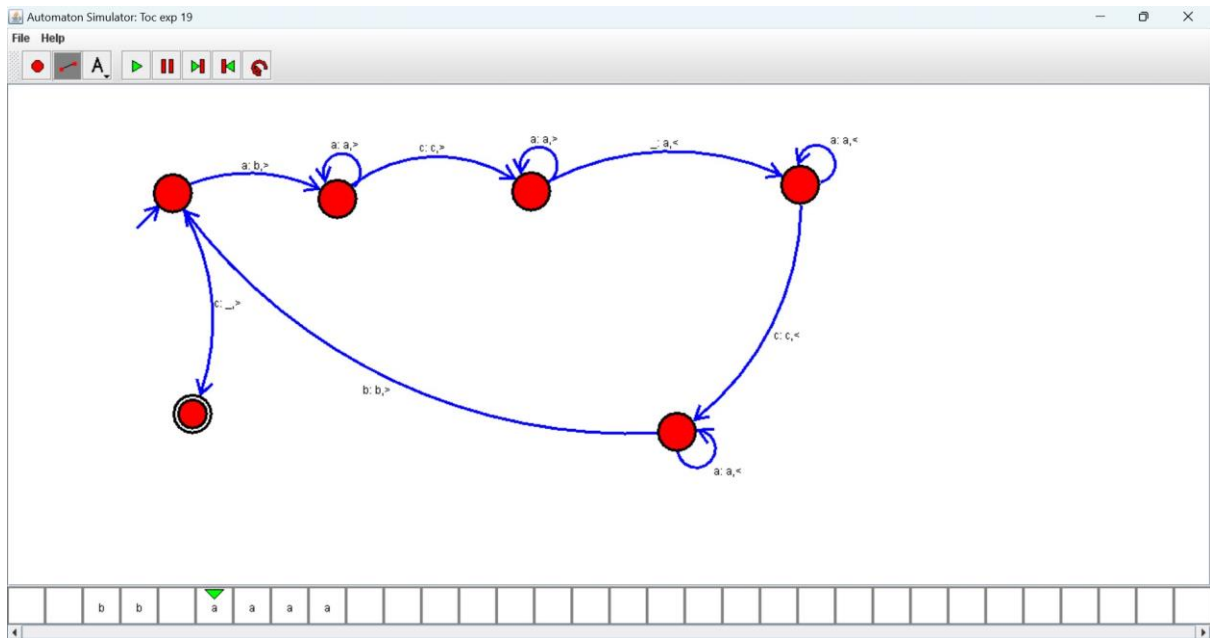 Automaton Simulator: Toc exp 19
File Help
A
a: a,>
a: a,>
a: a,<
c: c,>
_: a,<
a: b,>
c: _,>
c: c,<
b: b,>
a: a,<
b b a a a a